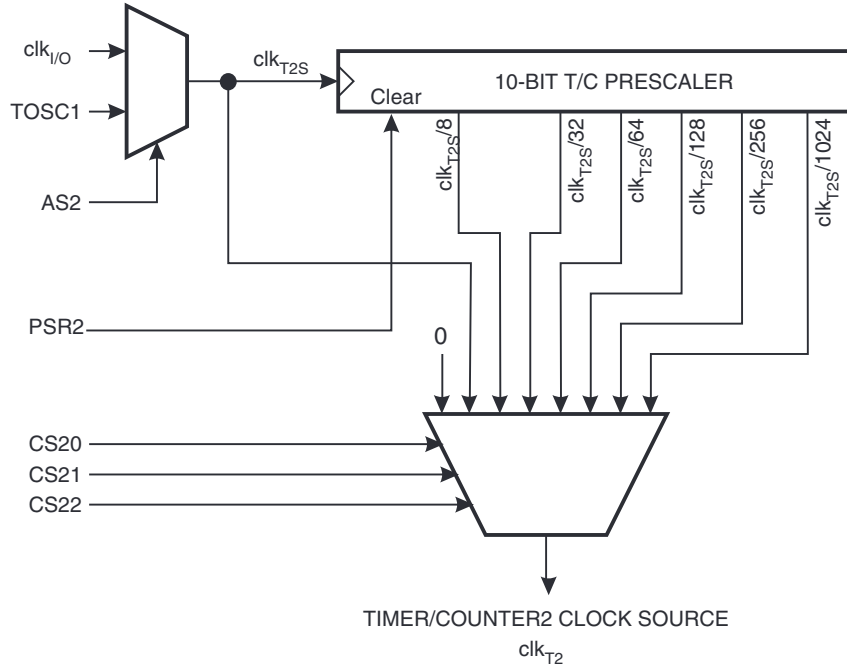 clkI/O
TOSC1
AS2
PSR2
clkT2S
10-BIT T/C PRESCALER
Clear
clkT2S/8
clkT2S/32
clkT2S/64
clkT2S/128
clkT2S/256
clkT2S/1024
0
CS20
CS21
CS22
TIMER/COUNTER2 CLOCK SOURCE
clkT2